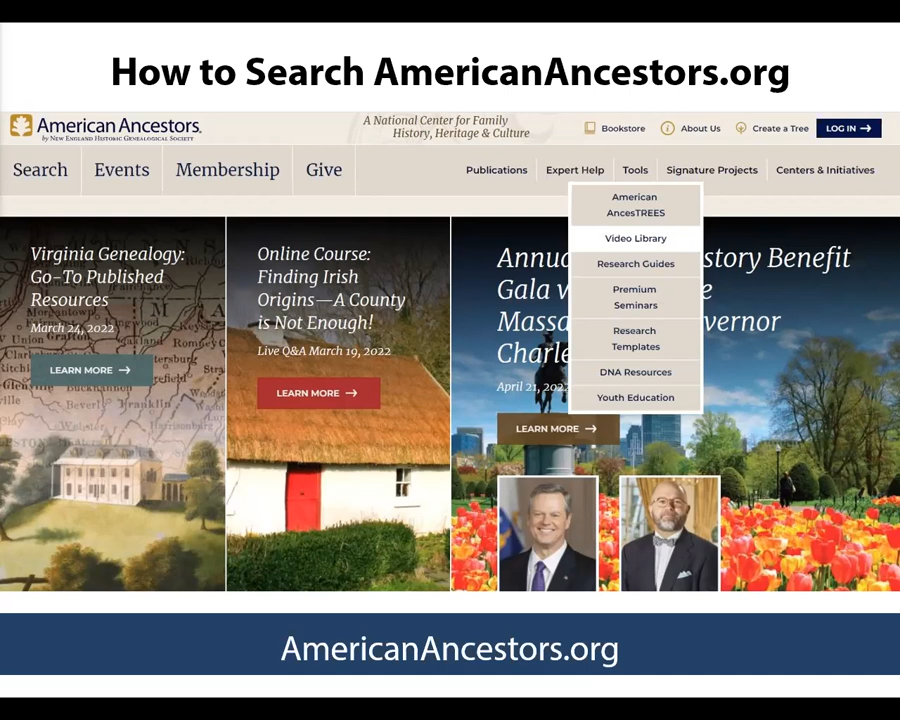 How to Search AmericanAncestors.org
American Ancestors
by NEW ENGLAND HISTORIC GENEALOGICAL SOCIETY
A National Center for Family
History, Heritage & Culture
Bookstore
About Us
Create a Tree
LOG IN
Search
Events
Membership
Give
Publications
Expert Help
Tools
Signature Projects
Centers & Initiatives
American
AncesTREES
Video Library
Research Guides
Premium
Seminars
Research
Templates
DNA Resources
Youth Education
Virginia Genealogy:
Go-To Published
Resources
March 24, 2022
LEARN MORE
Online Course:
Finding Irish
Origins—A County
is Not Enough!
Live Q&A March 19, 2022
LEARN MORE
story Benefit
Gala
Massa vernor
Charle
April 21, 2022
LEARN MORE
AmericanAncestors.org